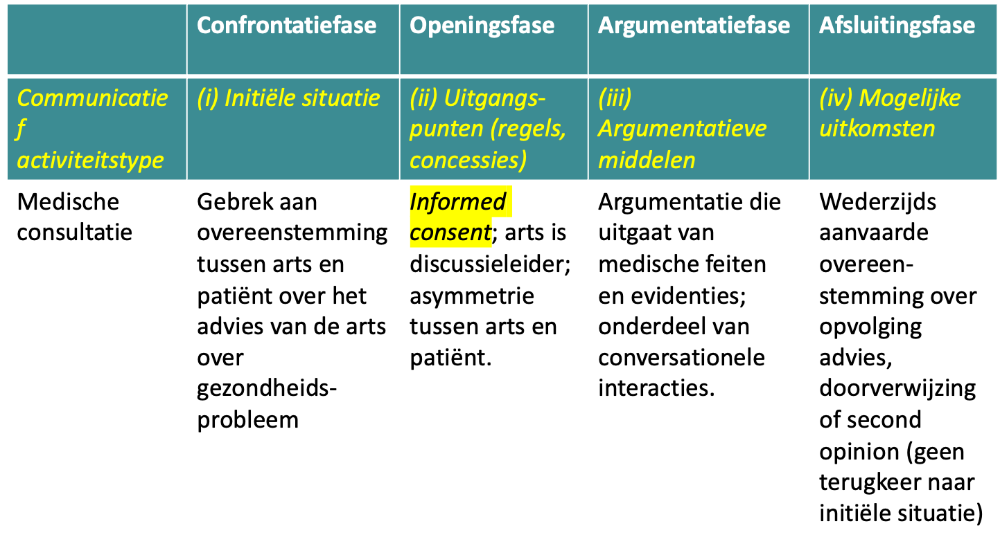 Confrontatiefase
Openingsfase
Argumentatiefase
Afsluitingsfase
Communicatie
f
activiteitstype
(i) Initiële situatie
(ii) Uitgangs-
punten (regels,
concessies)
(iii)
Argumentatieve
middelen
(iv) Mogelijke
uitkomsten
Medische
consultatie
Gebrek aan
overeenstemming
tussen arts en
patiënt over het
advies van de arts
over
gezondheids-
probleem
Informed
consent; arts is
discussieleider;
asymmetrie
tussen arts en
patiënt.
Argumentatie die
uitgaat van
medische feiten
en evidenties;
onderdeel van
conversationele
interacties.
Wederzijds
aanvaarde
overeen-
stemming over
opvolging
advies,
doorverwijzing
of second
opinion (geen
terugkeer naar
initiële situatie)